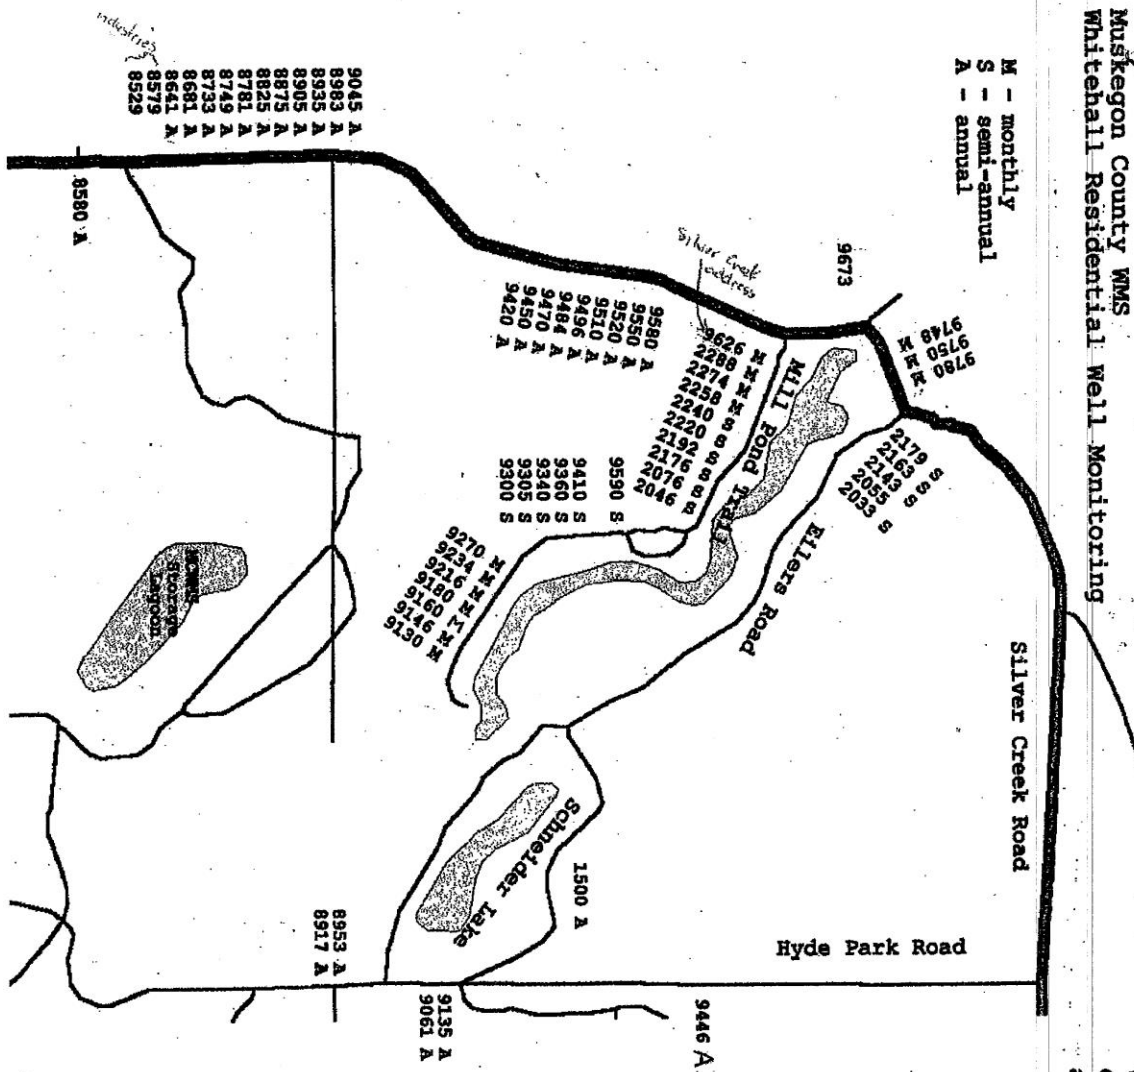 Muskegon County WMS
Whitehall Residential Well Monitoring
M - monthly
S - semi-annual
A - annual
9780 M
9750 M
9748 M
9673
Silver Creek
address
9626 M
2288 M
2274 M
2258 M
2240 S
2220 S
2192 S
2176 S
2076 S
2046 S
Mill Pond Trail
2179 S
2163 S
2143 S
2055
2033 S
Eilers Road
Silver Creek Road
9580 A
9550 A
9520 A
9510 A
9496 A
9484 A
9470 A
9450 A
9420 A
9590 S
9410 S
9360 S
9340 S
9305 S
9300 S
9270 M
9234 M
9216 M
9180 M
9160 M
9146 M
9130 M
9045 A
8983 A
8935 A
8905 A
8875 A
8825 A
8781 A
8749 A
8733 A
8681 A
8641 A
8579
8529
industries
8580 A
Storage
Lagoon
Schneider Lake
1500 A
Hyde Park Road
9446 A
9135 A
9061 A
8953 A
8917 A